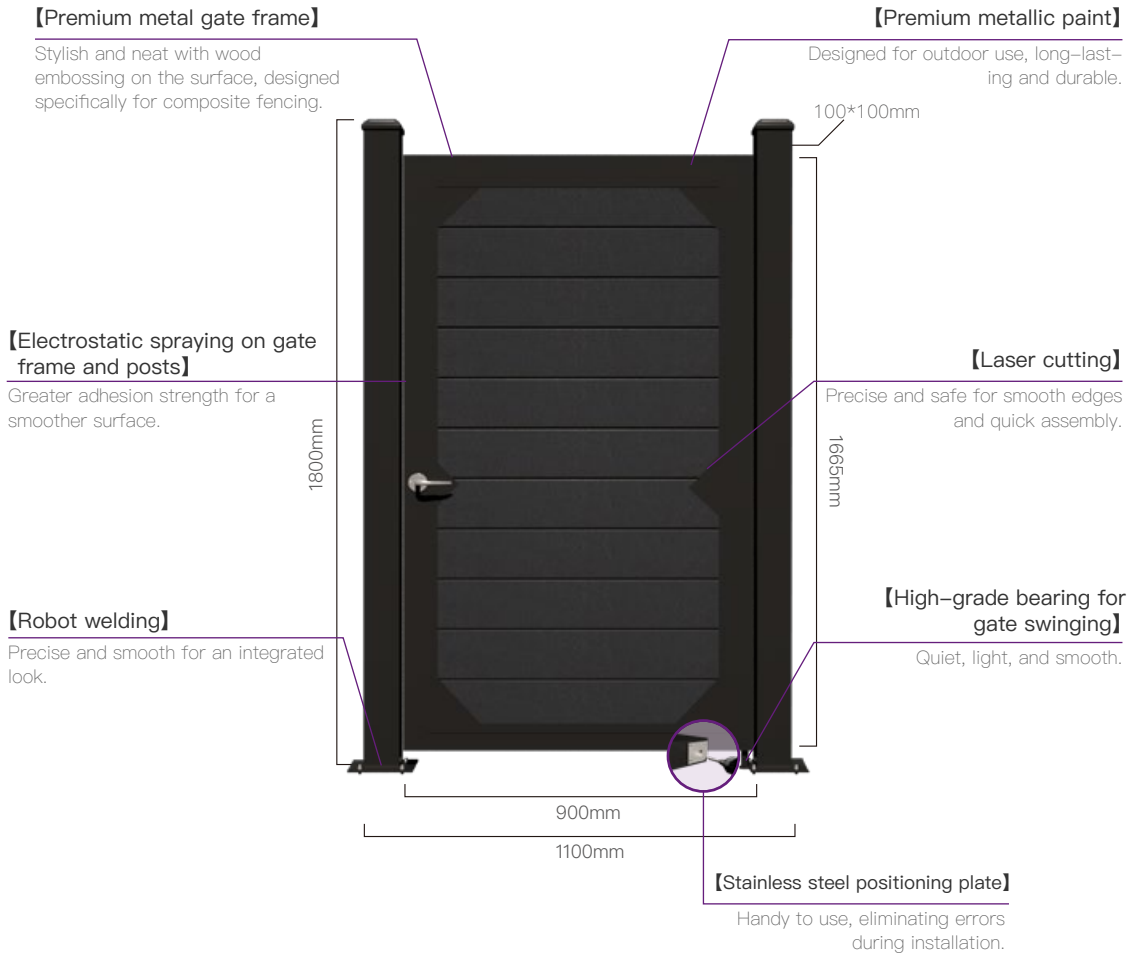 【Premium metal gate frame】
Stylish and neat with wood
embossing on the surface, designed
specifically for composite fencing.
【Premium metallic paint】
Designed for outdoor use, long-last-
ing and durable.
100*100mm
【Electrostatic spraying on gate
frame and posts】
Greater adhesion strength for a
smoother surface.
1800mm
【Laser cutting】
Precise and safe for smooth edges
and quick assembly.
1665mm
【Robot welding】
Precise and smooth for an integrated
look.
【High-grade bearing for
gate swinging】
Quiet, light, and smooth.
900mm
1100mm
【Stainless steel positioning plate】
Handy to use, eliminating errors
during installation.